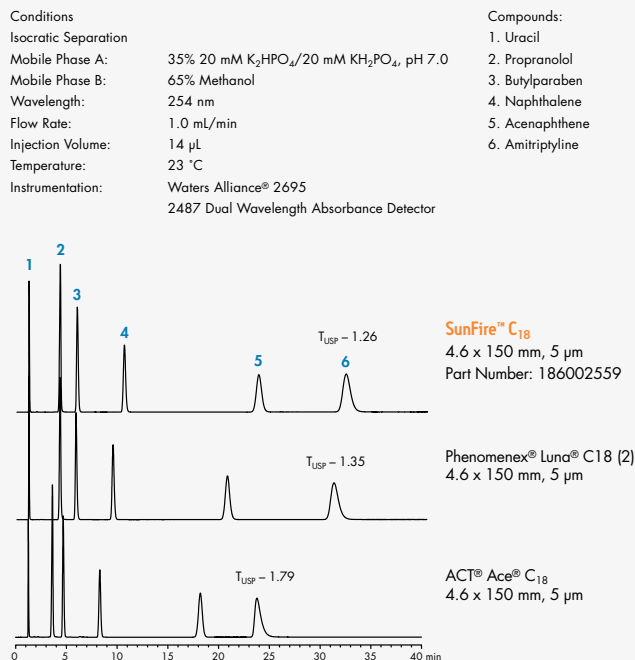 Conditions
Isocratic Separation
Mobile Phase A: 35% 20 mM K₂HPO₄/20 mM KH₂PO₄, pH 7.0
Mobile Phase B: 65% Methanol
Wavelength: 254 nm
Flow Rate: 1.0 mL/min
Injection Volume: 14 µL
Temperature: 23 ˚C
Instrumentation: Waters Alliance® 2695
2487 Dual Wavelength Absorbance Detector
Compounds:
1. Uracil
2. Propranolol
3. Butylparaben
4. Naphthalene
5. Acenaphthene
6. Amitriptyline
1
2
3
4
5
6
T_USP – 1.26
SunFire™ C₁₈
4.6 x 150 mm, 5 µm
Part Number: 186002559
T_USP – 1.35
Phenomenex® Luna® C18 (2)
4.6 x 150 mm, 5 µm
T_USP – 1.79
ACT® Ace® C₁₈
4.6 x 150 mm, 5 µm
0 5 10 15 20 25 30 35 40 min